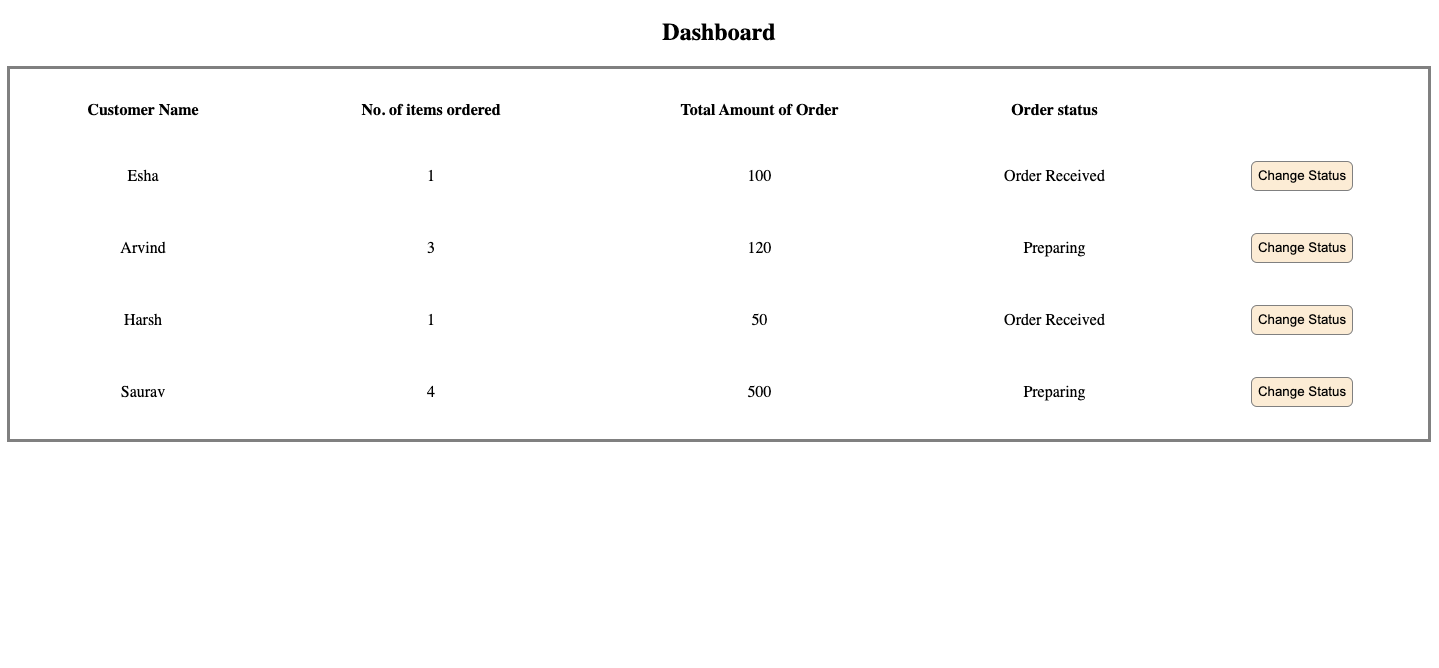 Dashboard
Customer Name No. of items ordered Total Amount of Order Order status
Esha 1 100 Order Received Change Status
Arvind 3 120 Preparing Change Status
Harsh 1 50 Order Received Change Status
Saurav 4 500 Preparing Change Status